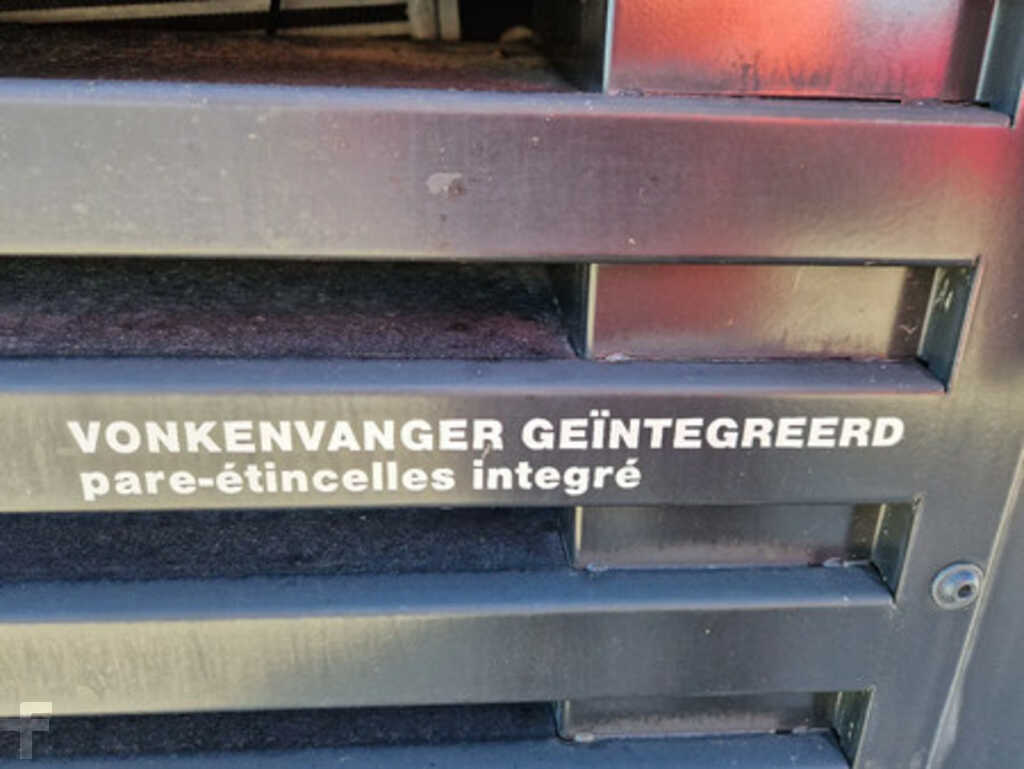 VONKENVANGER GEÏNTEGREERD
pare-étincelles integré